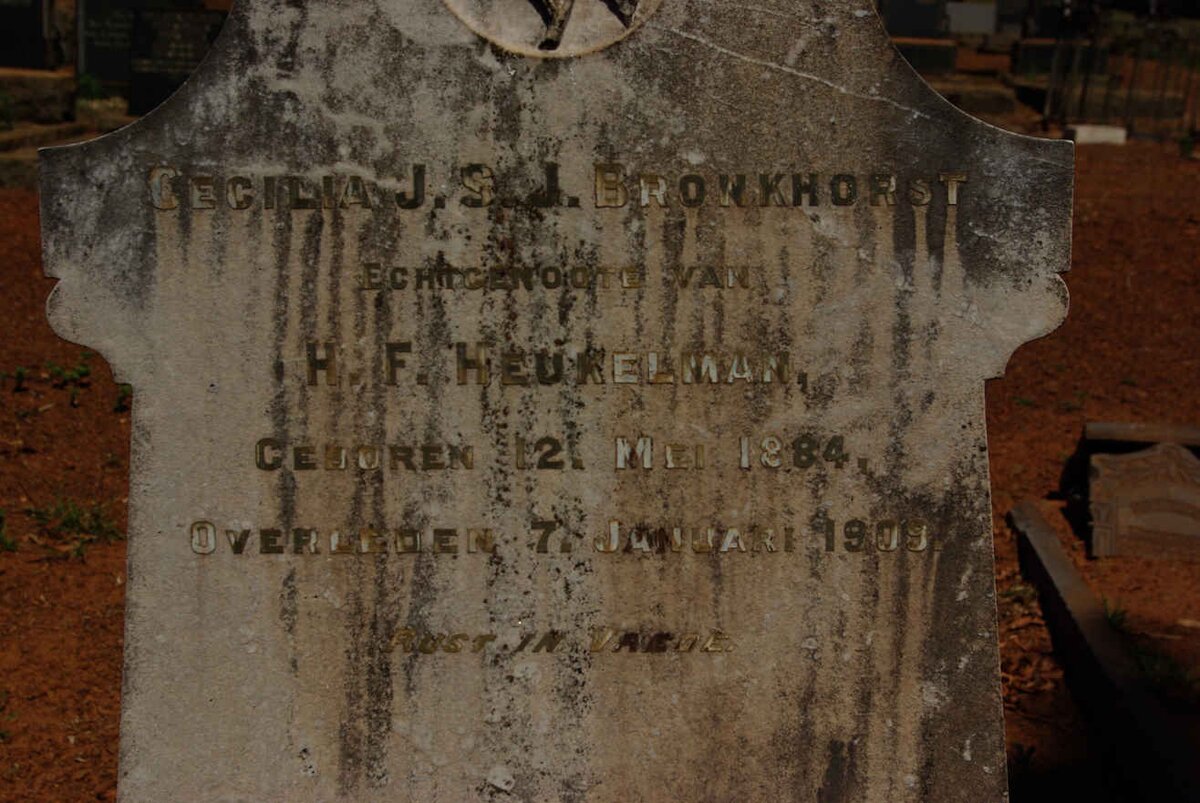 CECILIA J. S. J. BRONKHORST
ECHTGENOOTE VAN
H. F. HEUKELMAN,
GEBOREN 12. MEI 1884,
OVERLEDEN 7. JANUARI 1909.
RUST IN VREDE.